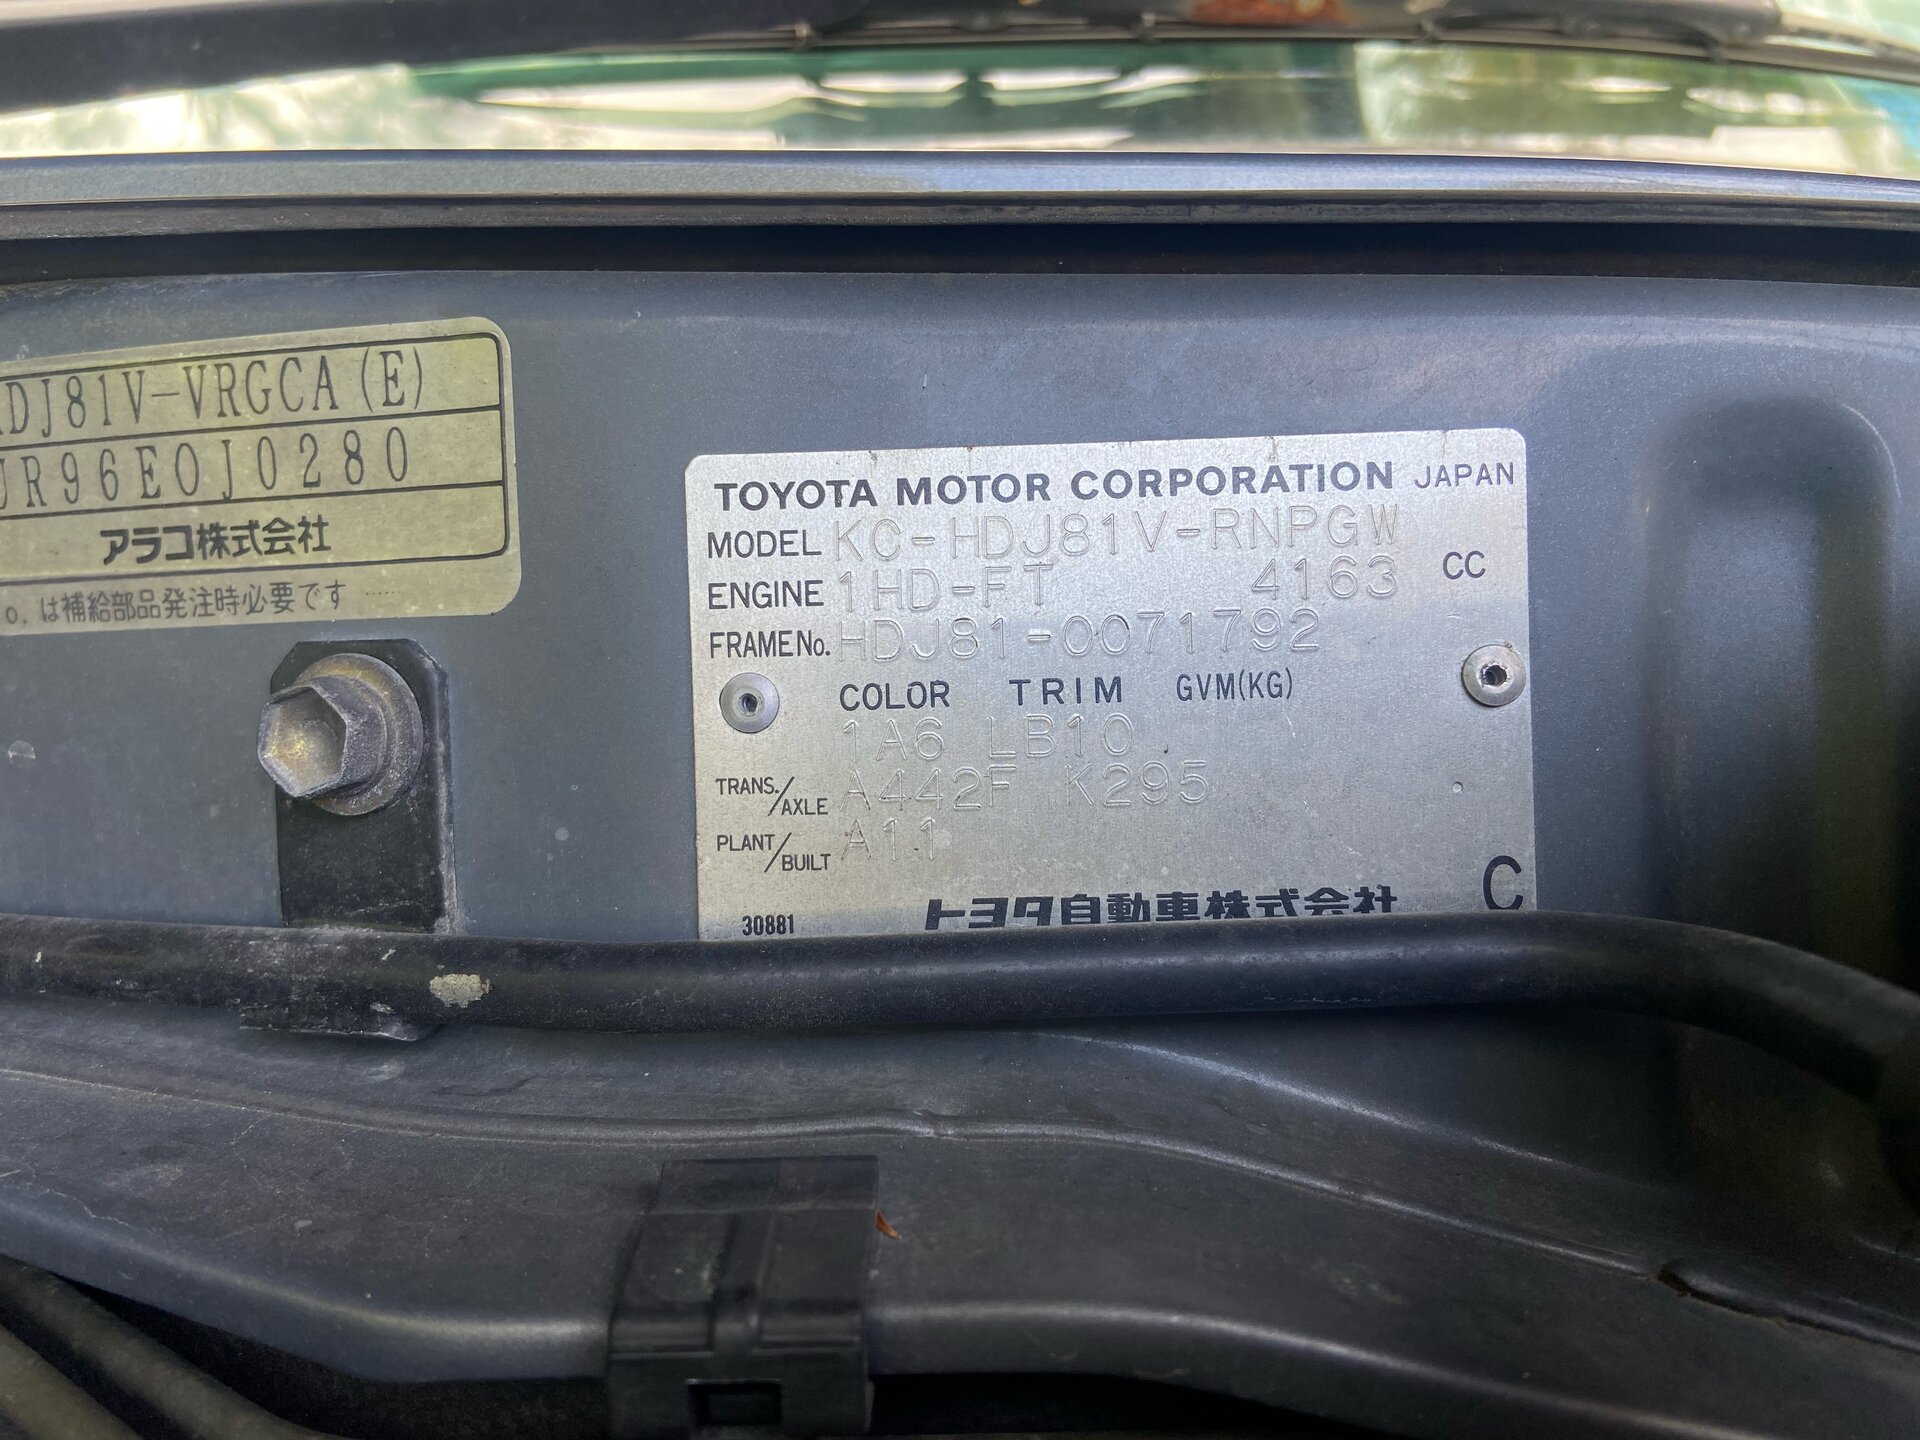 DJ81V-VRGCA(E)
JR96E0J0280
アラコ株式会社
o. は補給部品発注時必要です ……
TOYOTA MOTOR CORPORATION JAPAN
MODEL KC-HDJ81V-RNPGW
ENGINE 1HD-FT 4163 CC
FRAME No. HDJ81-0071792
COLOR TRIM GVM(KG)
1A6 LB10
TRANS./AXLE A442F K295
PLANT/BUILT A11
30881 トヨタ自動車株式会社 C